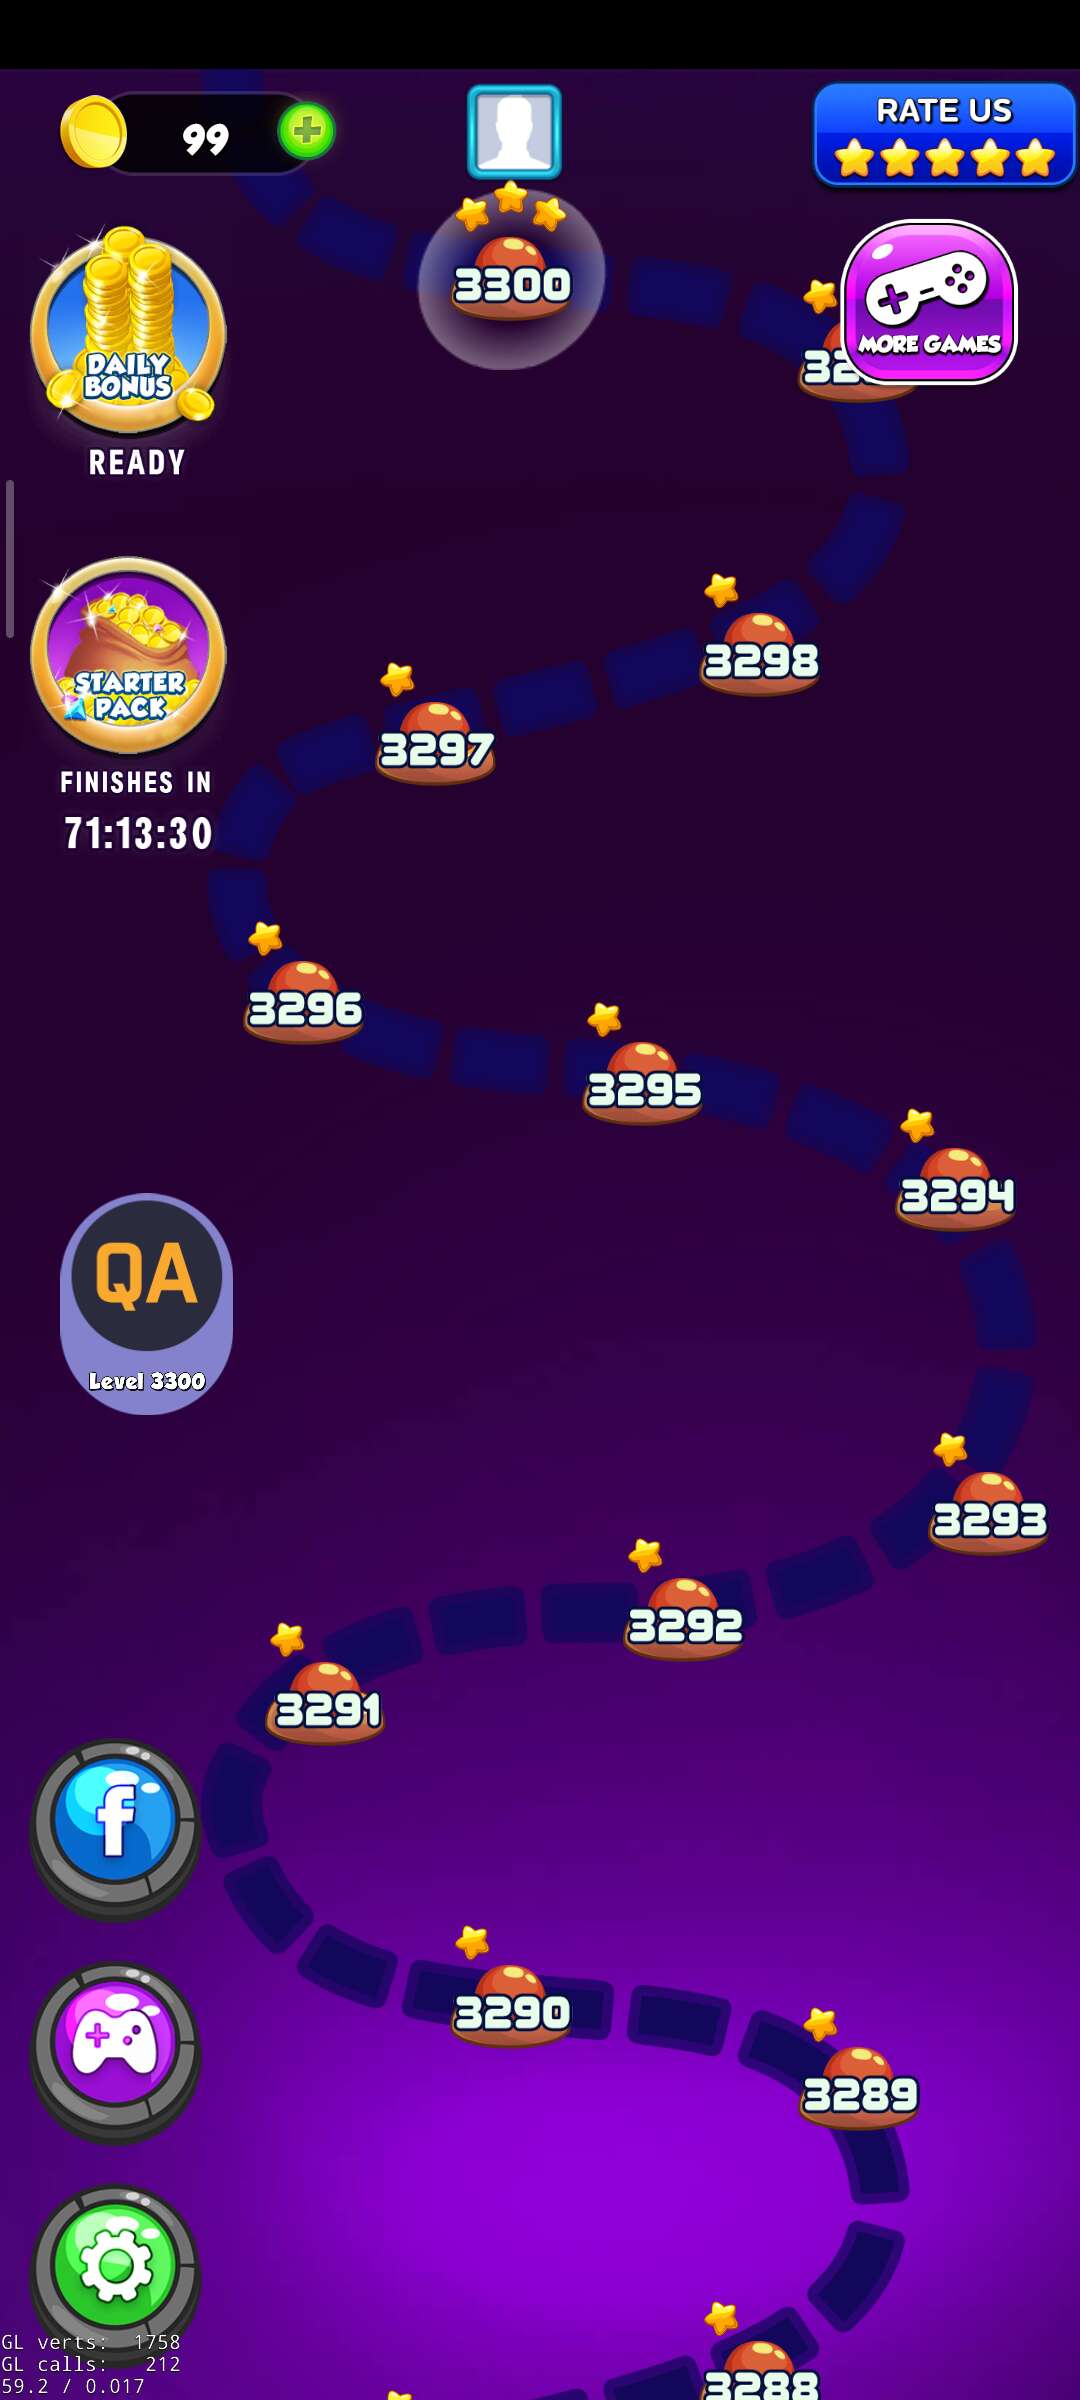 99
RATE US
3300
MORE GAMES
DAILY
BONUS
READY
3298
STARTER
PACK
3297
FINISHES IN
71:13:30
3296
3295
3294
QA
Level 3300
3293
3292
3291
f
3290
3289
GL verts: 1758
GL calls: 212
59.2 / 0.017
3288